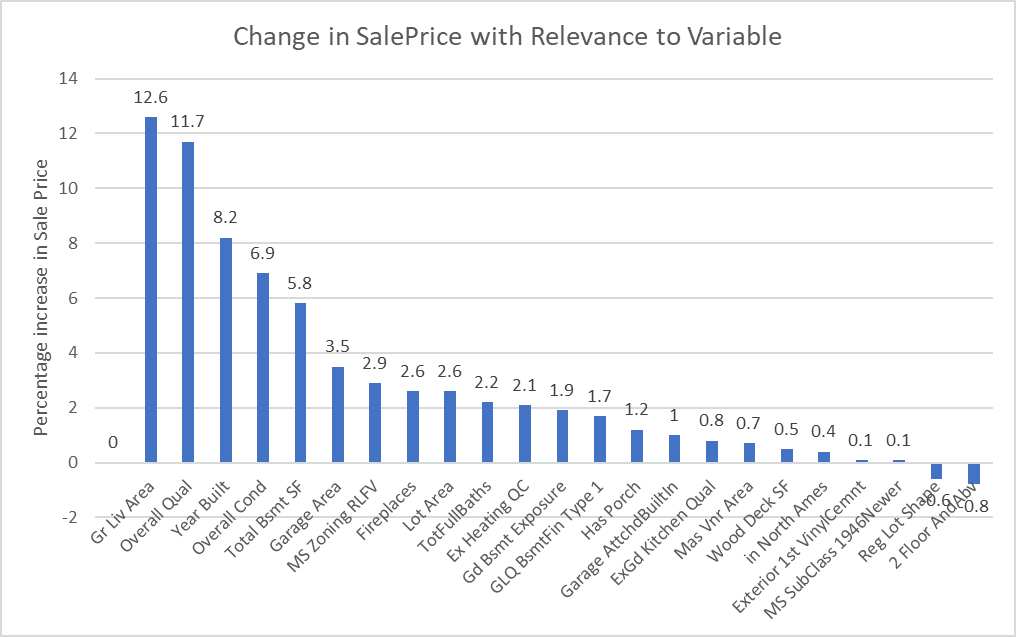 Change in SalePrice with Relevance to Variable
Percentage increase in Sale Price
14
12
10
8
6
4
2
0
-2
0
12.6
11.7
8.2
6.9
5.8
3.5
2.9
2.6
2.6
2.2
2.1
1.9
1.7
1.2
1
0.8
0.7
0.5
0.4
0.1
0.1
-0.6
-0.8
Gr Liv Area
Overall Qual
Year Built
Overall Cond
Total Bsmt SF
Garage Area
MS Zoning RLFV
Fireplaces
Lot Area
TotFullBaths
Ex Heating QC
Gd Bsmt Exposure
GLQ BsmtFin Type 1
Has Porch
Garage AttchdBuiltIn
ExGd Kitchen Qual
Mas Vnr Area
Wood Deck SF
in North Ames
Exterior 1st VinylCemnt
MS SubClass 1946Newer
Reg Lot Shape
2 Floor AndAbv